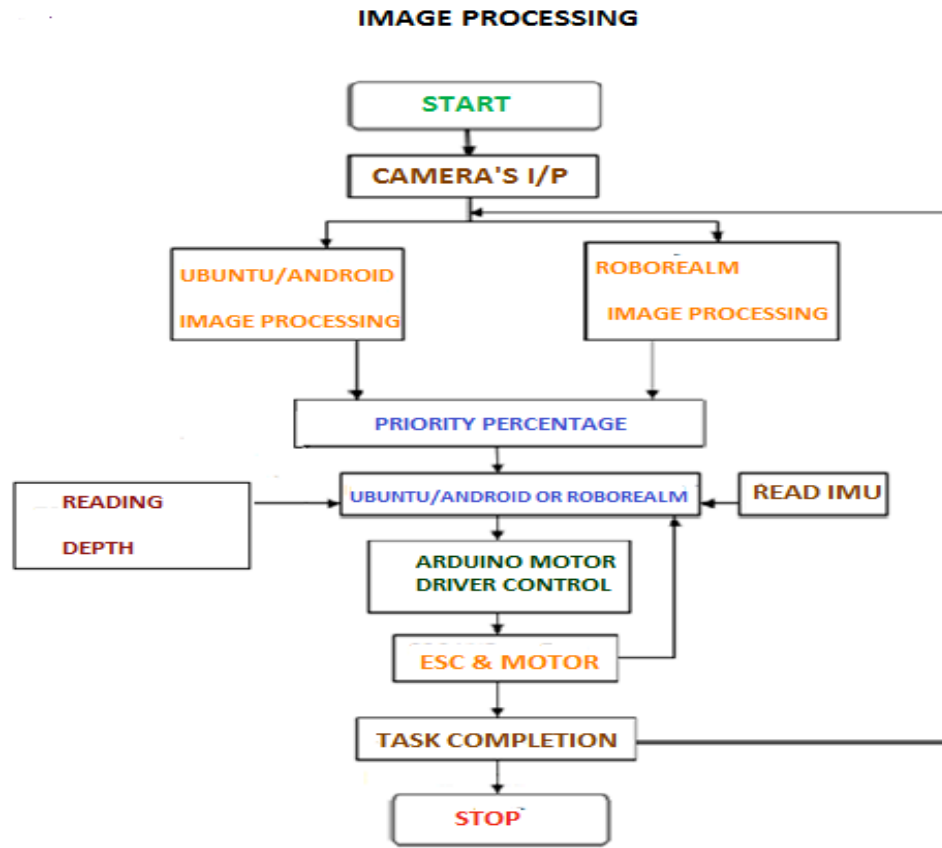 IMAGE PROCESSING
START
CAMERA'S I/P
UBUNTU/ANDROID
IMAGE PROCESSING
ROBOREALM
IMAGE PROCESSING
PRIORITY PERCENTAGE
READING
DEPTH
UBUNTU/ANDROID OR ROBOREALM
READ IMU
ARDUINO MOTOR
DRIVER CONTROL
ESC & MOTOR
TASK COMPLETION
STOP